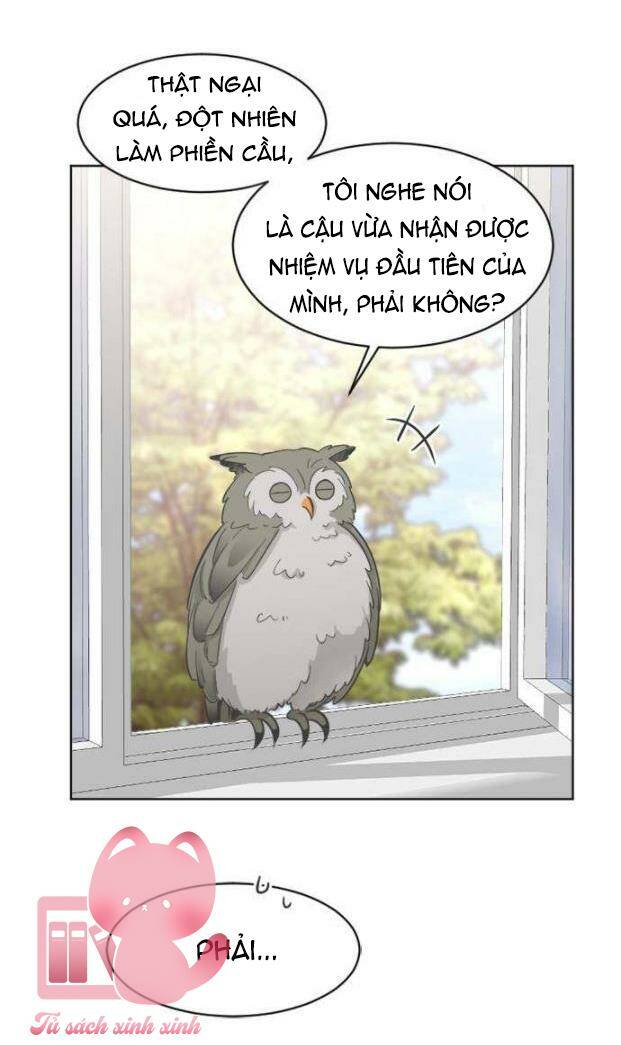 THẬT NGẠI
QUÁ, ĐỘT NHIÊN
LÀM PHIỀN CẦU,
TÔI NGHE NÓI
LÀ CẬU VỪA NHẬN ĐƯỢC
NHIỆM VỤ ĐẦU TIÊN CỦA
MÌNH, PHẢI KHÔNG?
PHẢI...
Tủ sách xinh xinh